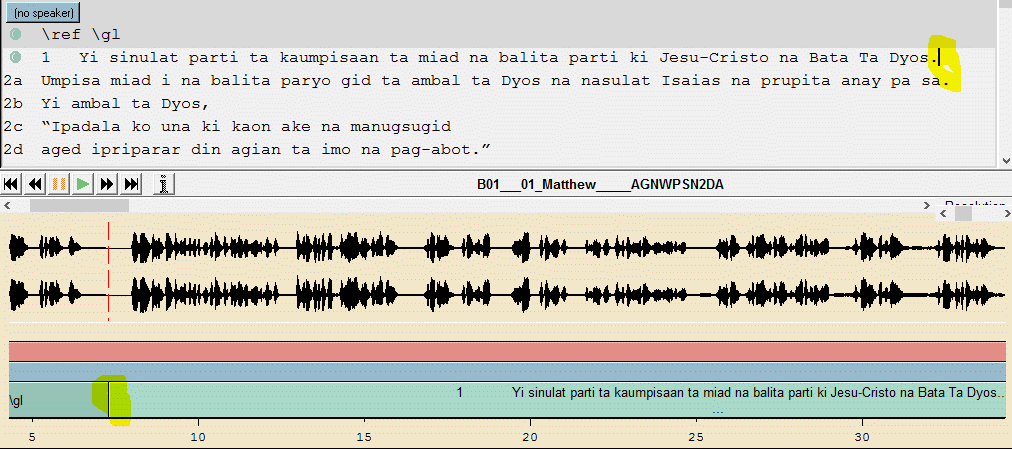 (no speaker)
\ref \gl
1 Yi sinulat parti ta kaumpisaan ta miad na balita parti ki Jesu-Cristo na Bata Ta Dyos.
2a Umpisa miad i na balita paryo gid ta ambal ta Dyos na nasulat Isaias na prupita anay pa sa.
2b Yi ambal ta Dyos,
2c “Ipadala ko una ki kaon ake na manugsugid
2d aged ipriparar din agian ta imo na pag-abot.”
B01___01_Matthew_____AGNWPSN2DA
Resolution
\gl 1 Yi sinulat parti ta kaumpisaan ta miad na balita parti ki Jesu-Cristo na Bata Ta Dyos...
...
5 10 15 20 25 30